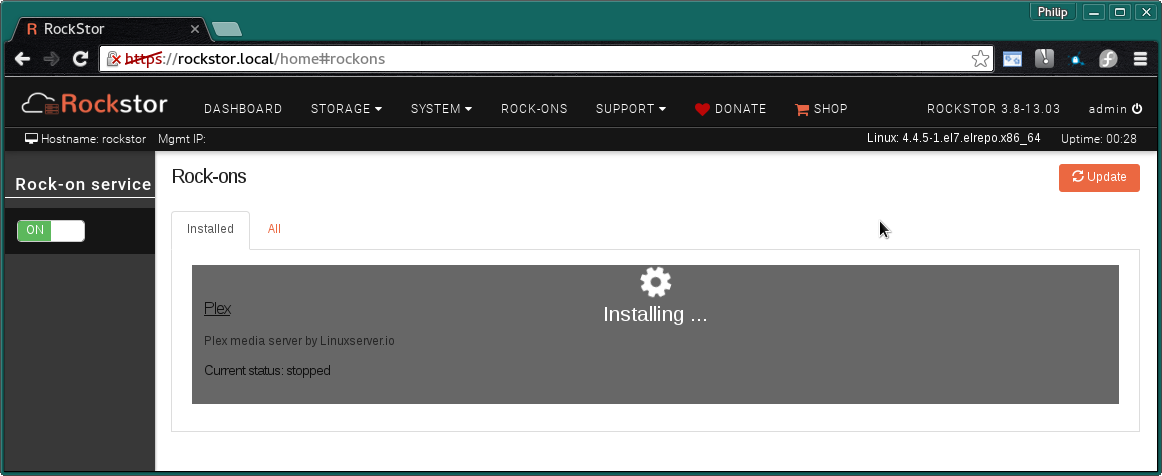 Philip
RockStor
https://rockstor.local/home#rockons
Rockstor DASHBOARD STORAGE SYSTEM ROCK-ONS SUPPORT DONATE SHOP ROCKSTOR 3.8-13.03 admin
Hostname: rockstor Mgmt IP: Linux: 4.4.5-1.el7.elrepo.x86_64 Uptime: 00:28
Rock-on service
ON
Rock-ons
Update
Installed All
Installing ...
Plex
Plex media server by Linuxserver.io
Current status: stopped